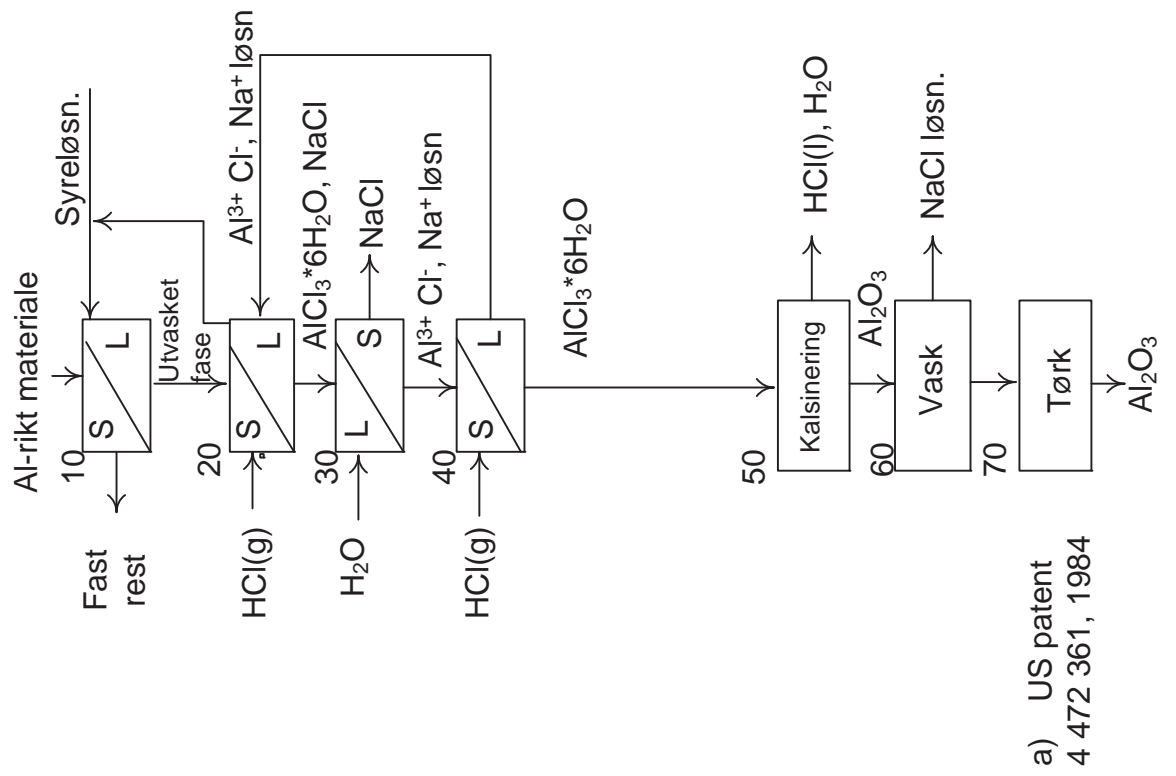 Al-rikt materiale
Syreløsn.
10
S
L
Fast
rest
Utvasket
fase
20
S
L
HCl(g)
Al³⁺ Cl⁻, Na⁺ løsn
AlCl₃*6H₂O, NaCl
30
L
S
H₂O
NaCl
Al³⁺ Cl⁻, Na⁺ løsn
40
S
L
HCl(g)
AlCl₃*6H₂O
50
Kalsinering
HCl(l), H₂O
Al₂O₃
60
Vask
NaCl løsn.
70
Tørk
Al₂O₃
a) US patent
4 472 361, 1984